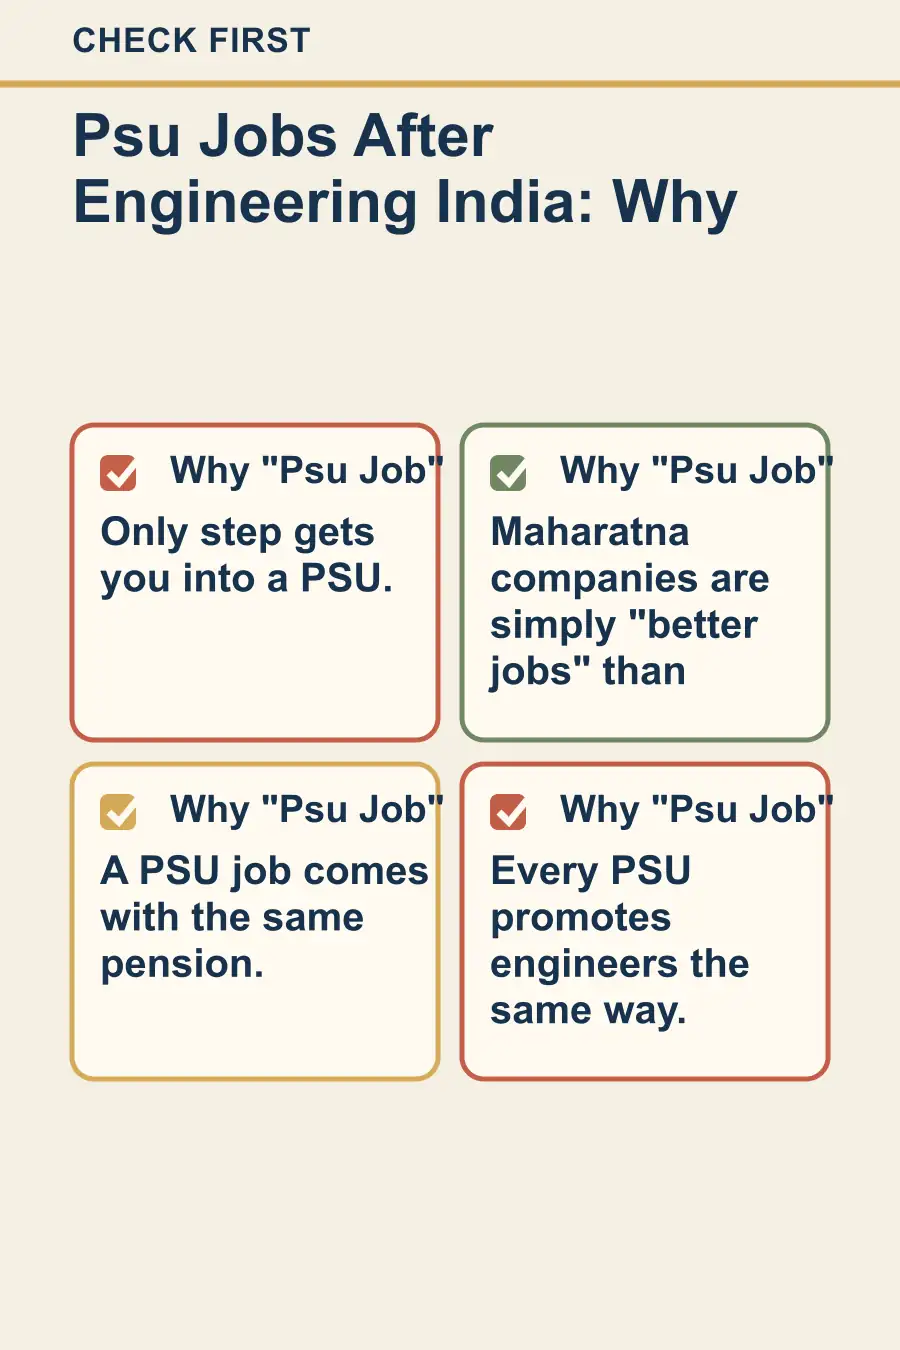 CHECK FIRST
Psu Jobs After
Engineering India: Why
Why "Psu Job"
Only step gets
you into a PSU.
Why "Psu Job"
Maharatna
companies are
simply "better
jobs" than
Why "Psu Job"
A PSU job comes
with the same
pension.
Why "Psu Job"
Every PSU
promotes
engineers the
same way.